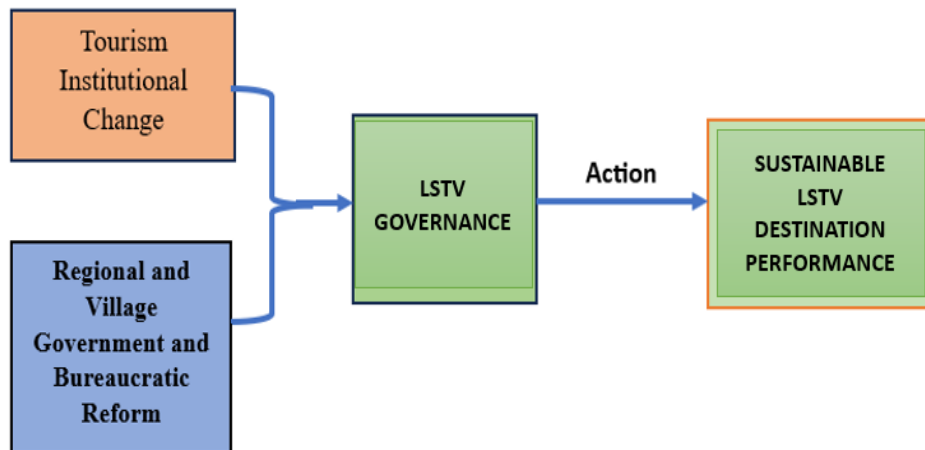 Tourism
Institutional
Change
Regional and
Village
Government and
Bureaucratic
Reform
LSTV
GOVERNANCE
Action
SUSTAINABLE
LSTV
DESTINATION
PERFORMANCE